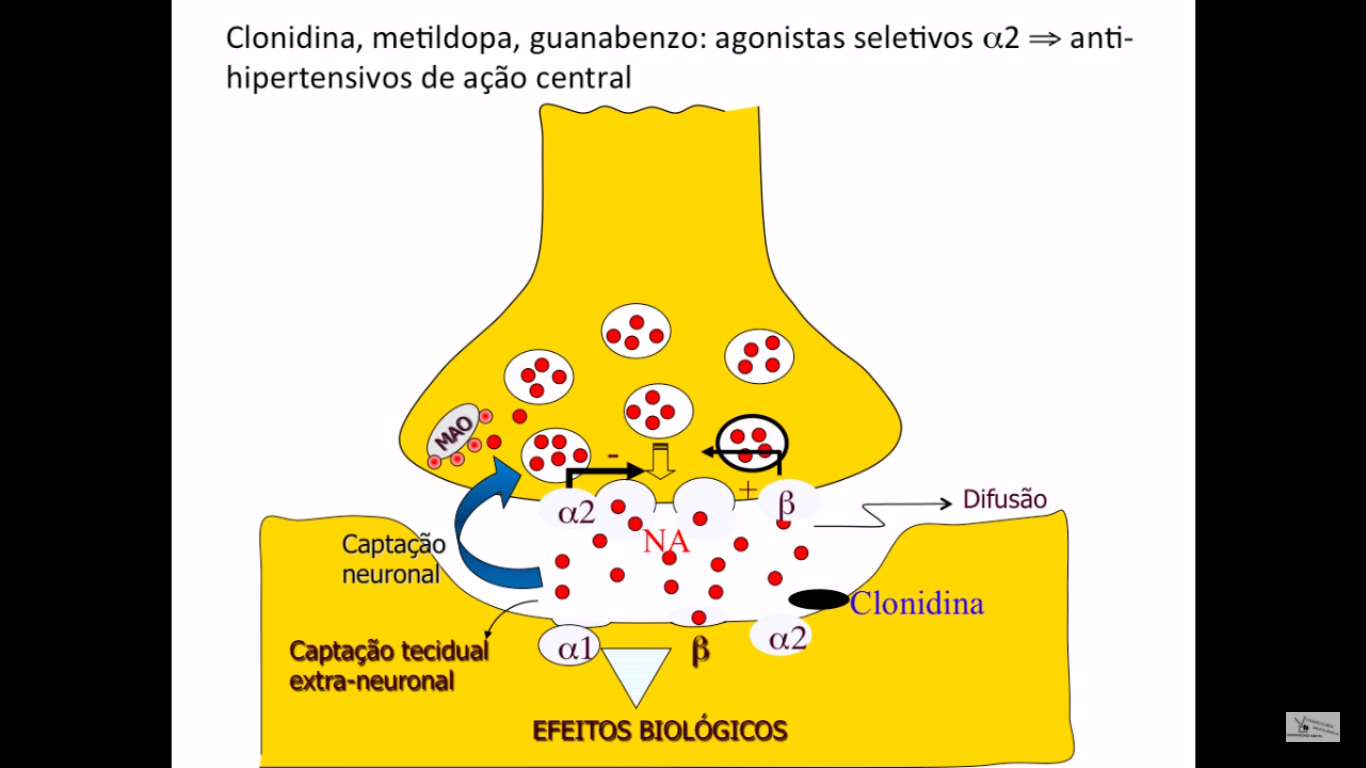 Clonidina, metildopa, guanabenzo: agonistas seletivos α2 ⇒ anti-
hipertensivos de ação central
MAO
-
+
α2
β
NA
Difusão
Captação
neuronal
Clonidina
α1
β
α2
Captação tecidual
extra-neuronal
EFEITOS BIOLÓGICOS